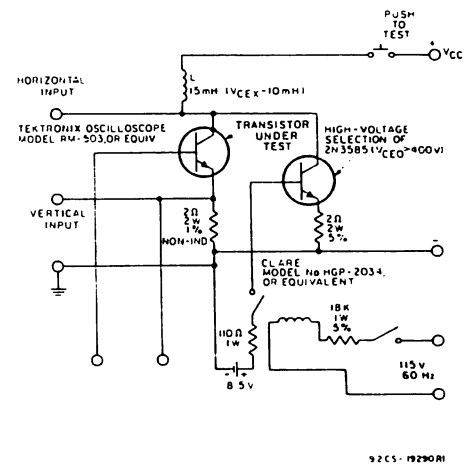 PUSH
TO
TEST
+
VCC
L
15mH (VCEX-10mH)
HORIZONTAL
INPUT
TEKTRONIX OSCILLOSCOPE
MODEL RM-503,OR EQUIV
TRANSISTOR
UNDER
TEST
HIGH-VOLTAGE
SELECTION OF
2N3585(VCEO>400V)
VERTICAL
INPUT
2Ω
2W
1%
NON-IND
2Ω
2W
5%
-
CLARE
MODEL No HGP-2034,
OR EQUIVALENT
110Ω
1W
18K
1W
5%
115V
60 Hz
- +
8.5V
92CS-19290R1